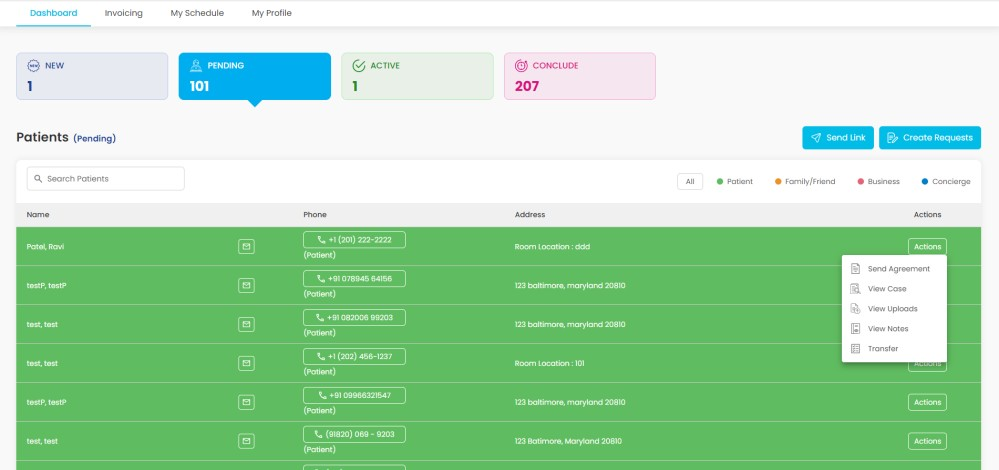 Dashboard Invoicing My Schedule My Profile
NEW PENDING ACTIVE CONCLUDE
1 101 1 207
Patients (Pending) Send Link Create Requests
Search Patients All Patient Family/Friend Business Concierge
Name Phone Address Actions
Patel, Ravi +1 (201) 222-2222 Room Location : ddd Actions
(Patient)
Send Agreement
testP, testP +91 078945 64156 123 baltimore, maryland 20810 View Case
(Patient)
View Uploads
test, test +91 082006 99203 123 baltimore, maryland 20810 View Notes
(Patient)
Transfer
test, test +1 (202) 456-1237 Room Location : 101 Actions
(Patient)
testP, testP +91 09966321547 123 baltimore, maryland 20810 Actions
(Patient)
test, test (91820) 069 - 9203 123 Batimore, Maryland 20810 Actions
(Patient)